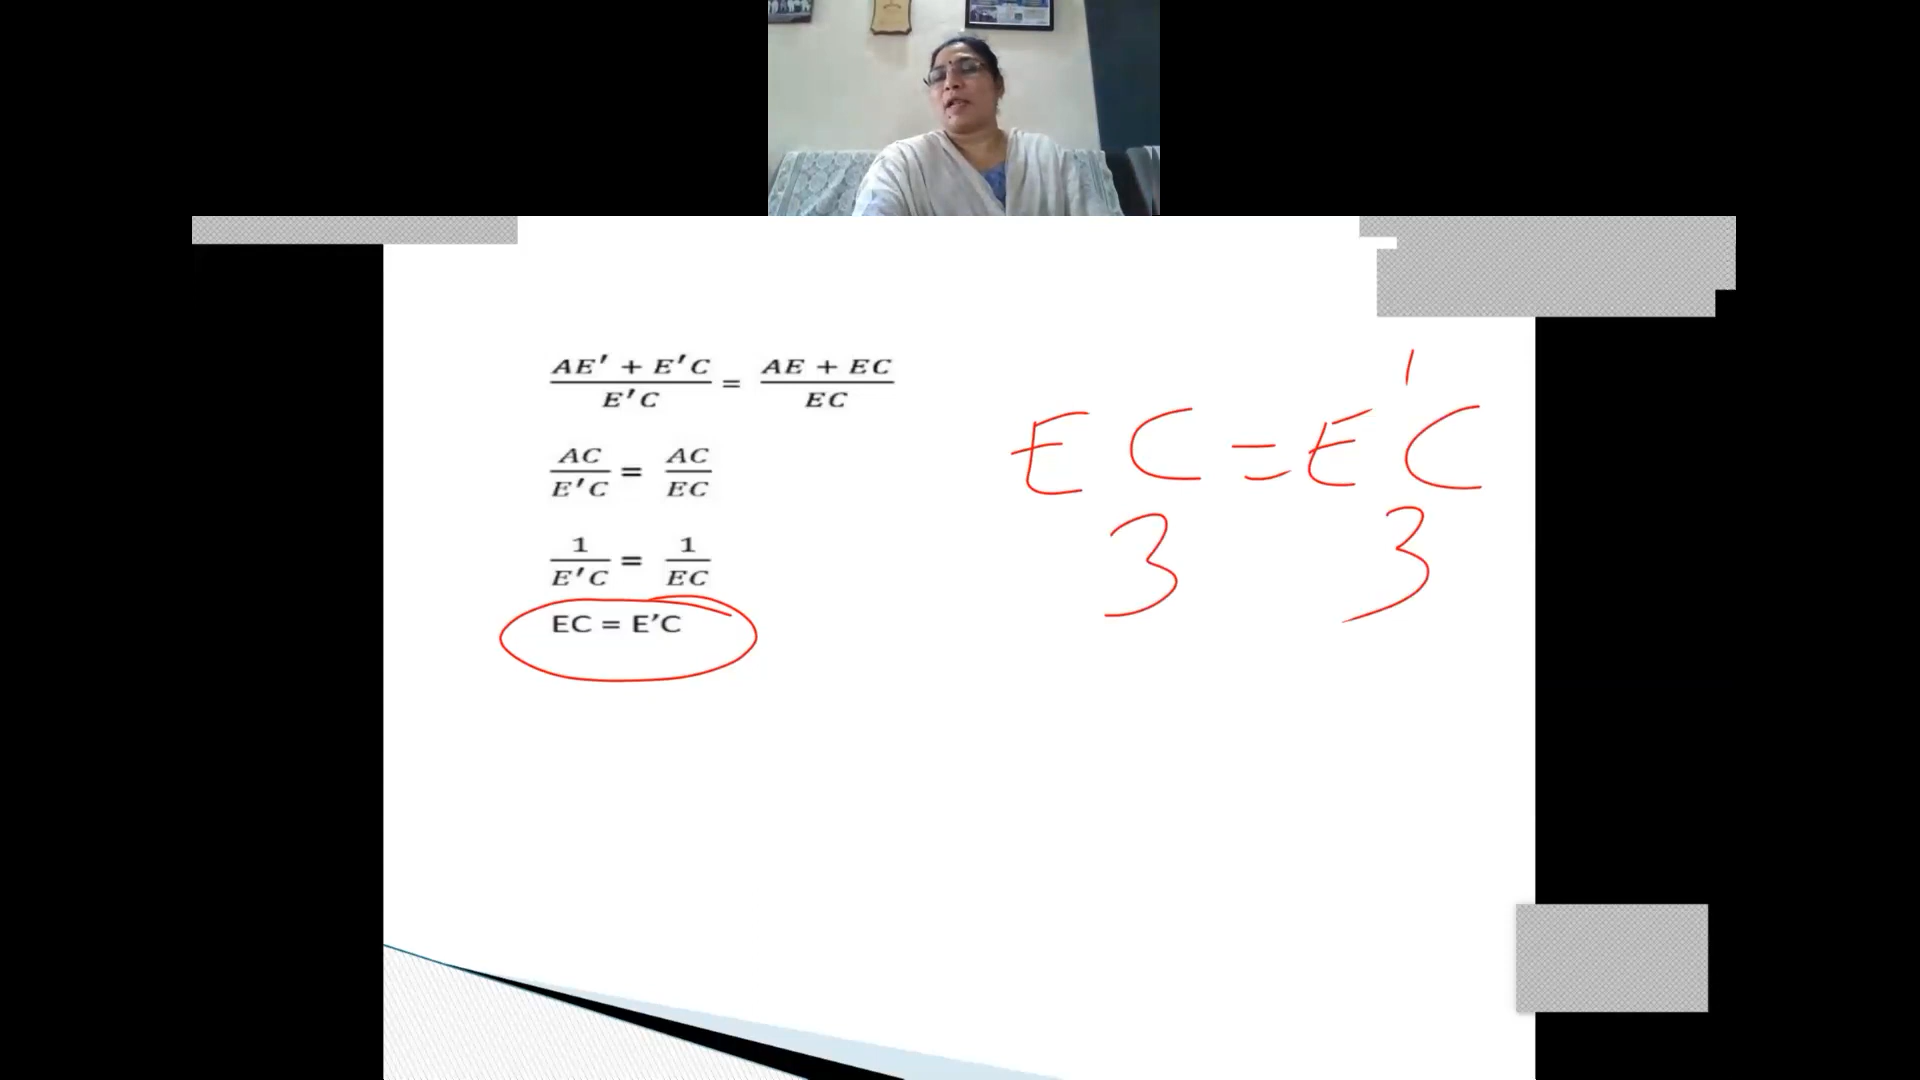 AE′ + E′C / E′C = AE + EC / EC
AC / E′C = AC / EC
1 / E′C = 1 / EC
EC = E′C
EC = E'C
3 3